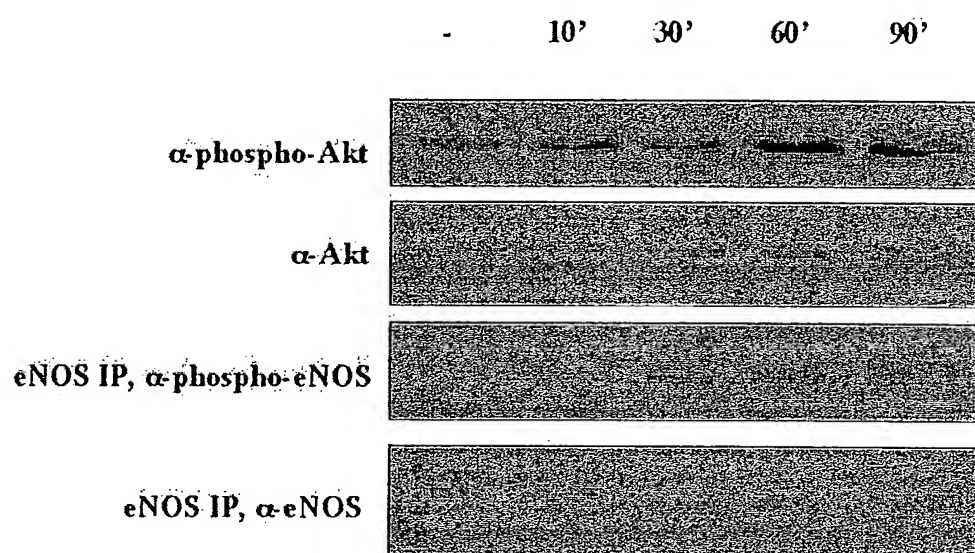 - 10’ 30’ 60’ 90’
α-phospho-Akt
α-Akt
eNOS IP, α-phospho-eNOS
eNOS IP, α-eNOS